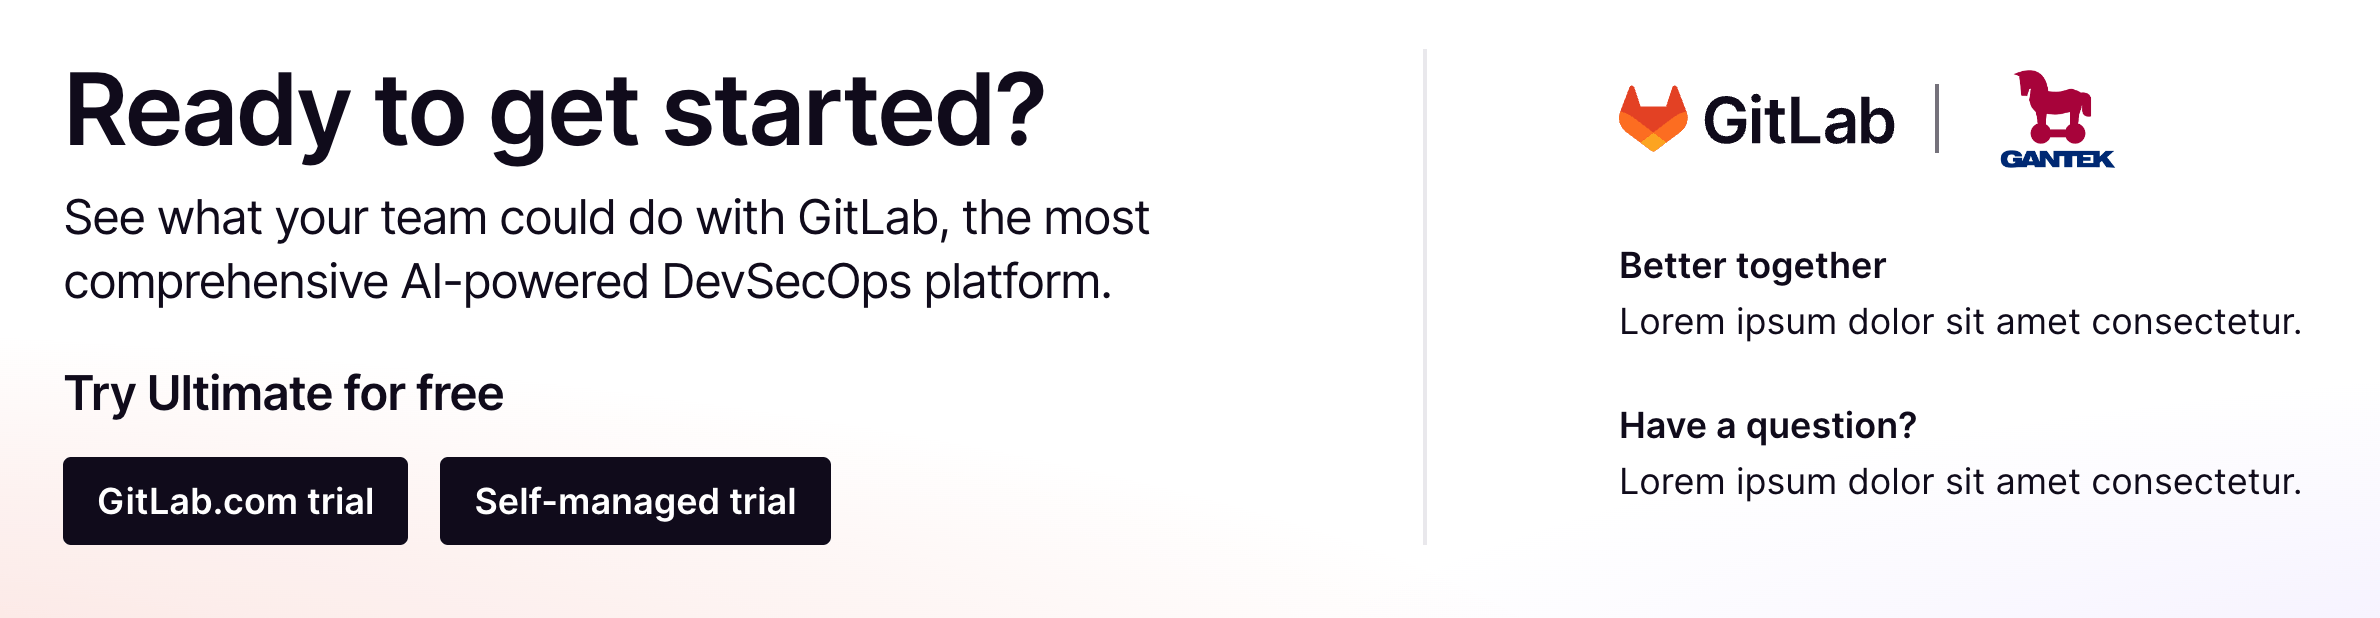 Ready to get started?
See what your team could do with GitLab, the most
comprehensive AI-powered DevSecOps platform.
Try Ultimate for free
GitLab.com trial
Self-managed trial
GitLab
GANTEK
Better together
Lorem ipsum dolor sit amet consectetur.
Have a question?
Lorem ipsum dolor sit amet consectetur.